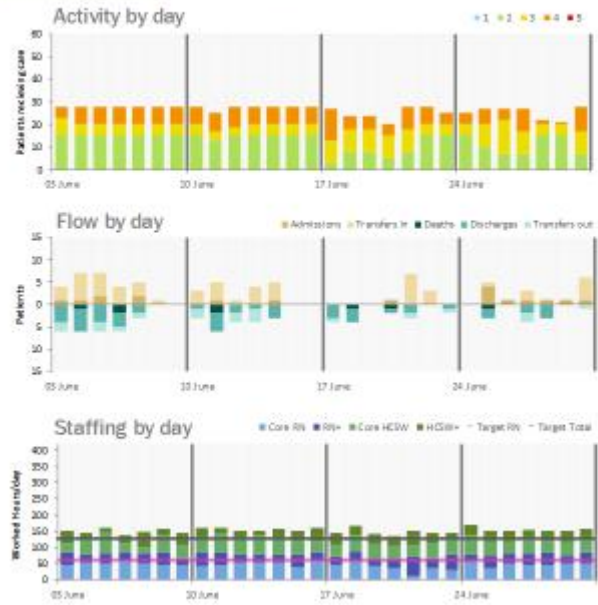 Activity by day
1 2 3 4 5
Patients receiving care
60
50
40
30
20
10
0
03 June 10 June 17 June 24 June
Flow by day
Admissions Transfers in Deaths Discharges Transfers out
Patients
15
10
5
0
5
10
15
03 June 10 June 17 June 24 June
Staffing by day
Core RN RN+ Core HCSW HCSW+ Target RN Target Total
Worked Hours/day
400
350
300
250
200
150
100
50
0
03 June 10 June 17 June 24 June